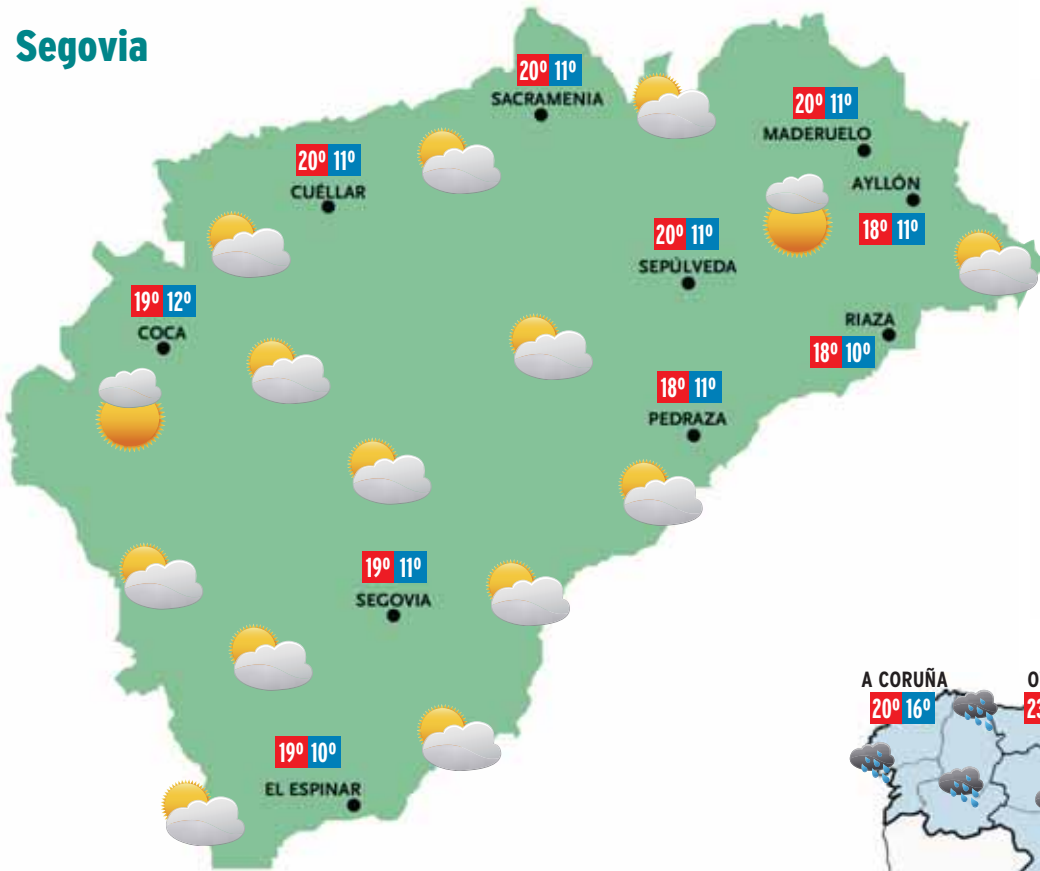 Segovia
20º 11º
SACRAMENIA
20º 11º
MADERUELO
20º 11º
CUÉLLAR
AYLLÓN
18º 11º
20º 11º
SEPÚLVEDA
19º 12º
COCA
RIAZA
18º 10º
18º 11º
PEDRAZA
19º 11º
SEGOVIA
A CORUÑA
20º 16º
O
23
19º 10º
EL ESPINAR